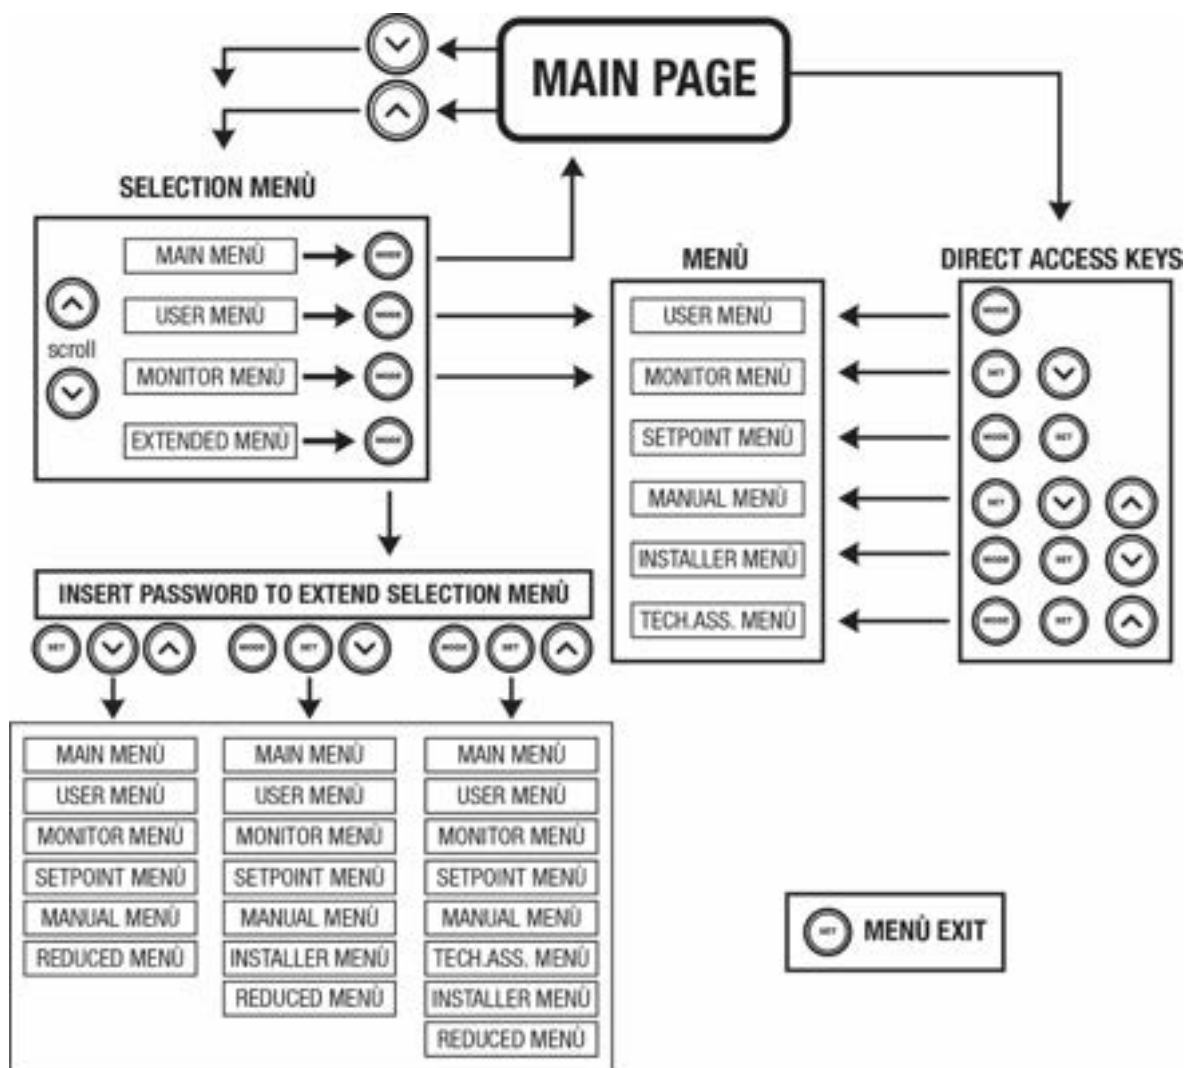 MAIN PAGE
SELECTION MENÙ
MAIN MENÙ
MODE
USER MENÙ
MODE
scroll
MONITOR MENÙ
MODE
EXTENDED MENÙ
MODE
MENÙ
USER MENÙ
MONITOR MENÙ
SETPOINT MENÙ
MANUAL MENÙ
INSTALLER MENÙ
TECH.ASS. MENÙ
DIRECT ACCESS KEYS
MODE
SET
MODE SET
SET
MODE SET
MODE SET
INSERT PASSWORD TO EXTEND SELECTION MENÙ
SET
MODE SET
MODE SET
MAIN MENÙ
USER MENÙ
MONITOR MENÙ
SETPOINT MENÙ
MANUAL MENÙ
REDUCED MENÙ
MAIN MENÙ
USER MENÙ
MONITOR MENÙ
SETPOINT MENÙ
MANUAL MENÙ
INSTALLER MENÙ
REDUCED MENÙ
MAIN MENÙ
USER MENÙ
MONITOR MENÙ
SETPOINT MENÙ
MANUAL MENÙ
TECH.ASS. MENÙ
INSTALLER MENÙ
REDUCED MENÙ
SET MENÙ EXIT